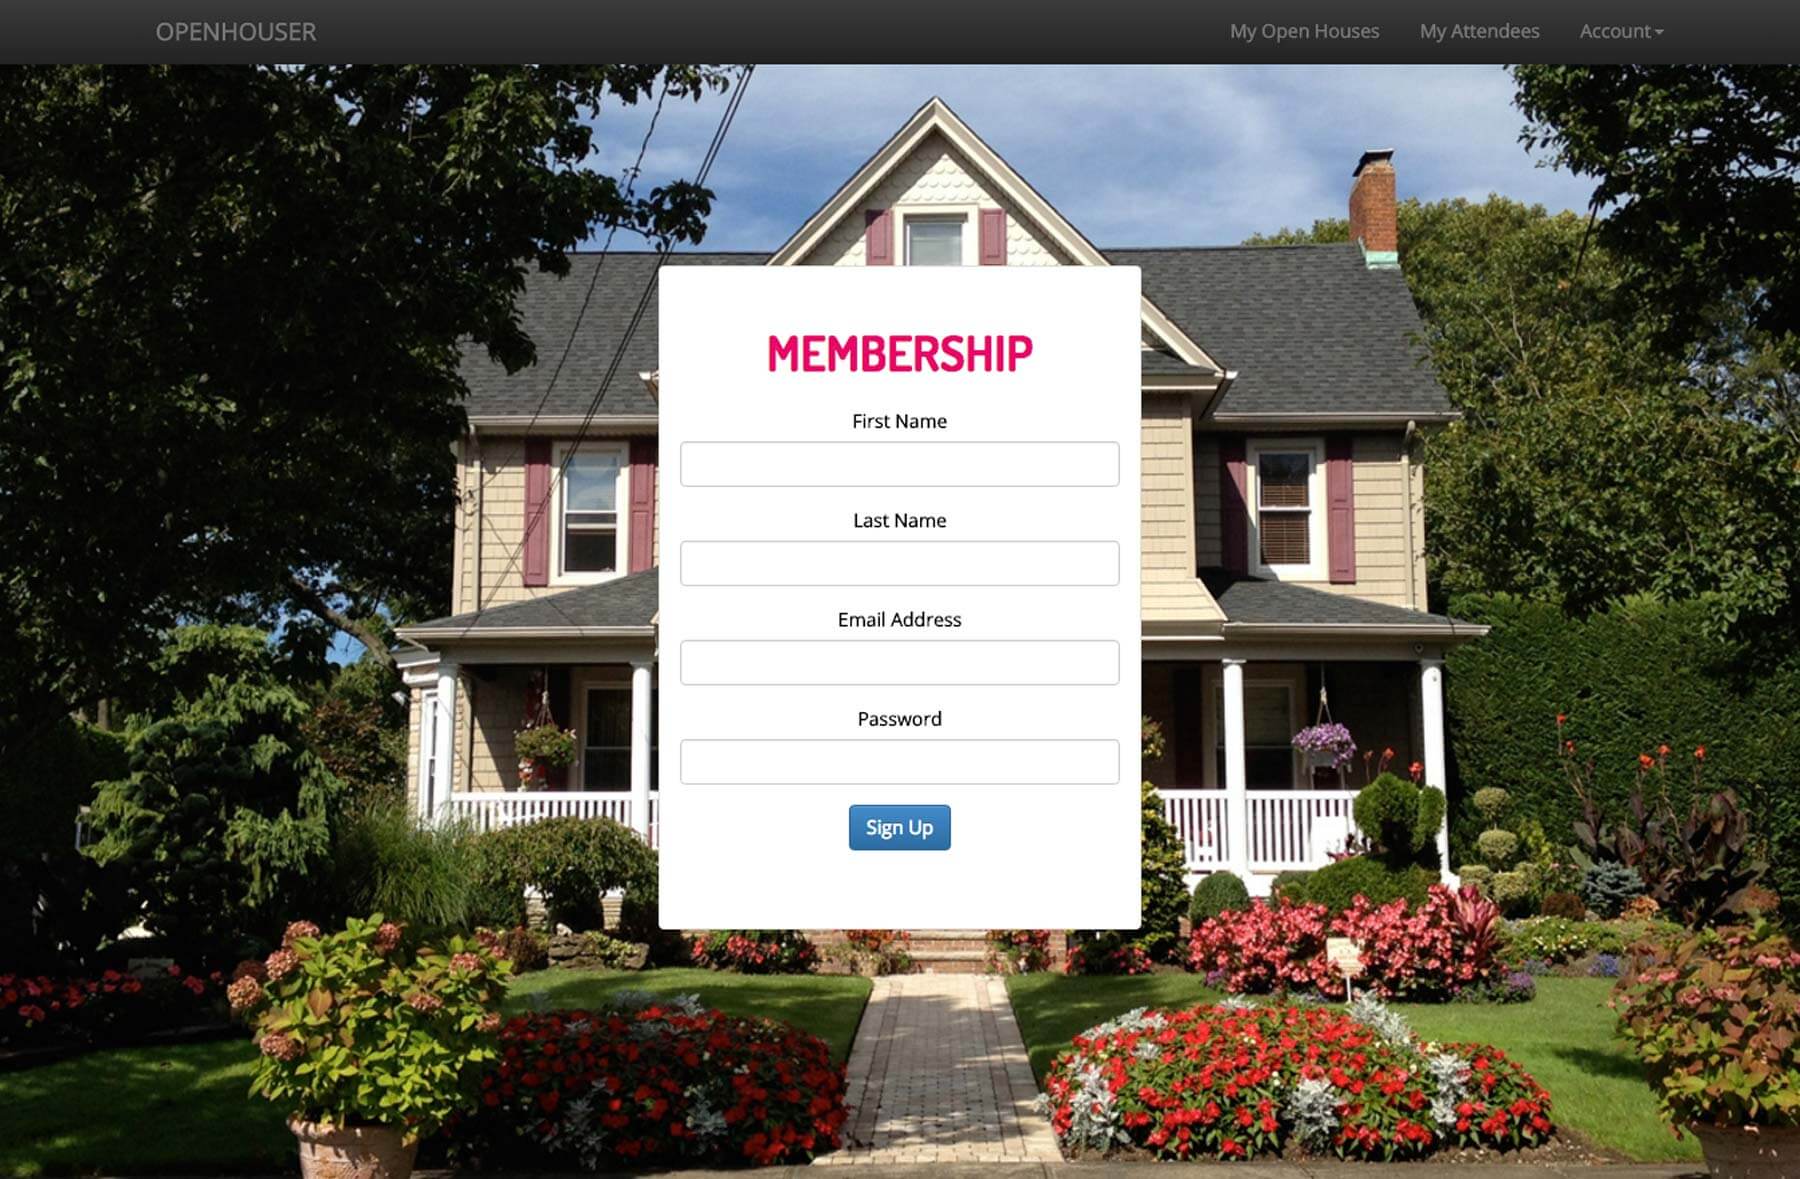 OPENHOUSER
My Open Houses
My Attendees
Account
MEMBERSHIP
First Name
Last Name
Email Address
Password
Sign Up